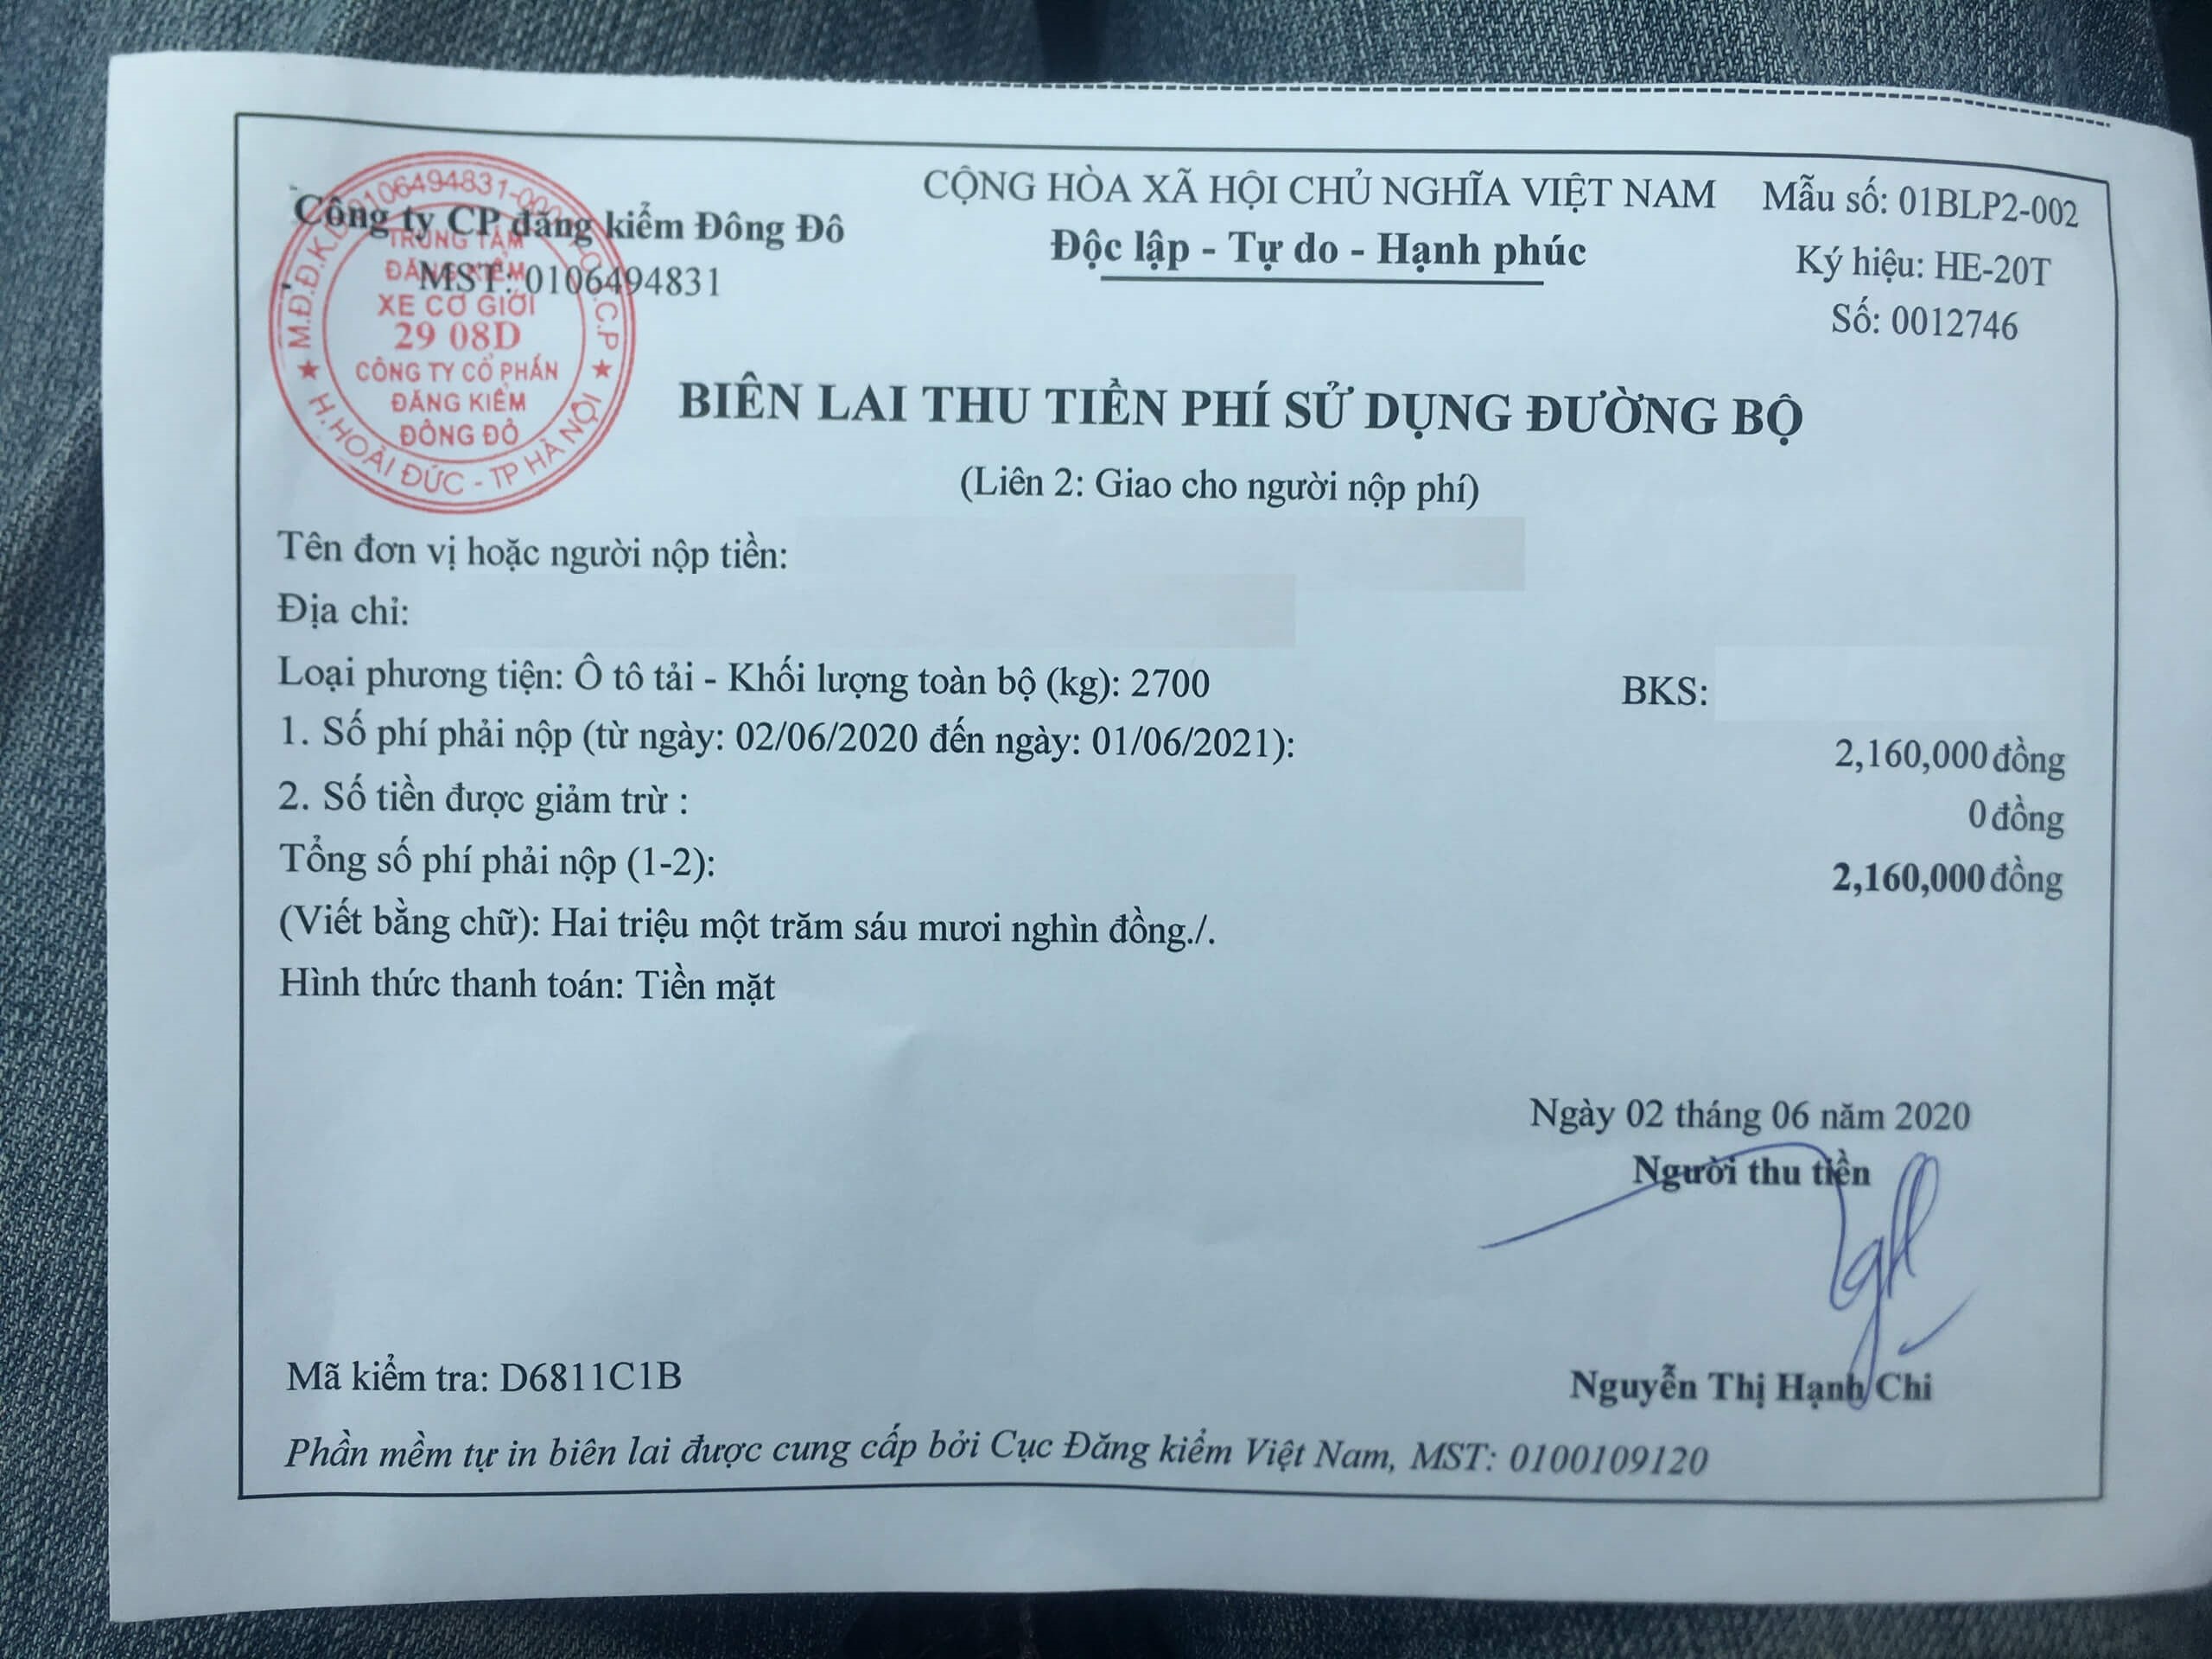 CỘNG HÒA XÃ HỘI CHỦ NGHĨA VIỆT NAM
Độc lập - Tự do - Hạnh phúc
Mẫu số: 01BLP2-002
Ký hiệu: HE-20T
Số: 0012746
Công ty CP đăng kiểm Đông Đô
MST: 0106494831
M.Đ.Đ.K 0106494831 C.P
TRUNG TÂM
ĐĂNG KIỂM
XE CƠ GIỚI
29 08D
CÔNG TY CỔ PHẦN
ĐĂNG KIỂM
ĐÔNG ĐÔ
H.HOÀI ĐỨC - TP HÀ NỘI
BIÊN LAI THU TIỀN PHÍ SỬ DỤNG ĐƯỜNG BỘ
(Liên 2: Giao cho người nộp phí)
Tên đơn vị hoặc người nộp tiền:
Địa chỉ:
Loại phương tiện: Ô tô tải - Khối lượng toàn bộ (kg): 2700 BKS:
1. Số phí phải nộp (từ ngày: 02/06/2020 đến ngày: 01/06/2021): 2,160,000 đồng
2. Số tiền được giảm trừ : 0 đồng
Tổng số phí phải nộp (1-2): 2,160,000 đồng
(Viết bằng chữ): Hai triệu một trăm sáu mươi nghìn đồng./.
Hình thức thanh toán: Tiền mặt
Ngày 02 tháng 06 năm 2020
Người thu tiền
Nguyễn Thị Hạnh Chi
Mã kiểm tra: D6811C1B
Phần mềm tự in biên lai được cung cấp bởi Cục Đăng kiểm Việt Nam, MST: 0100109120